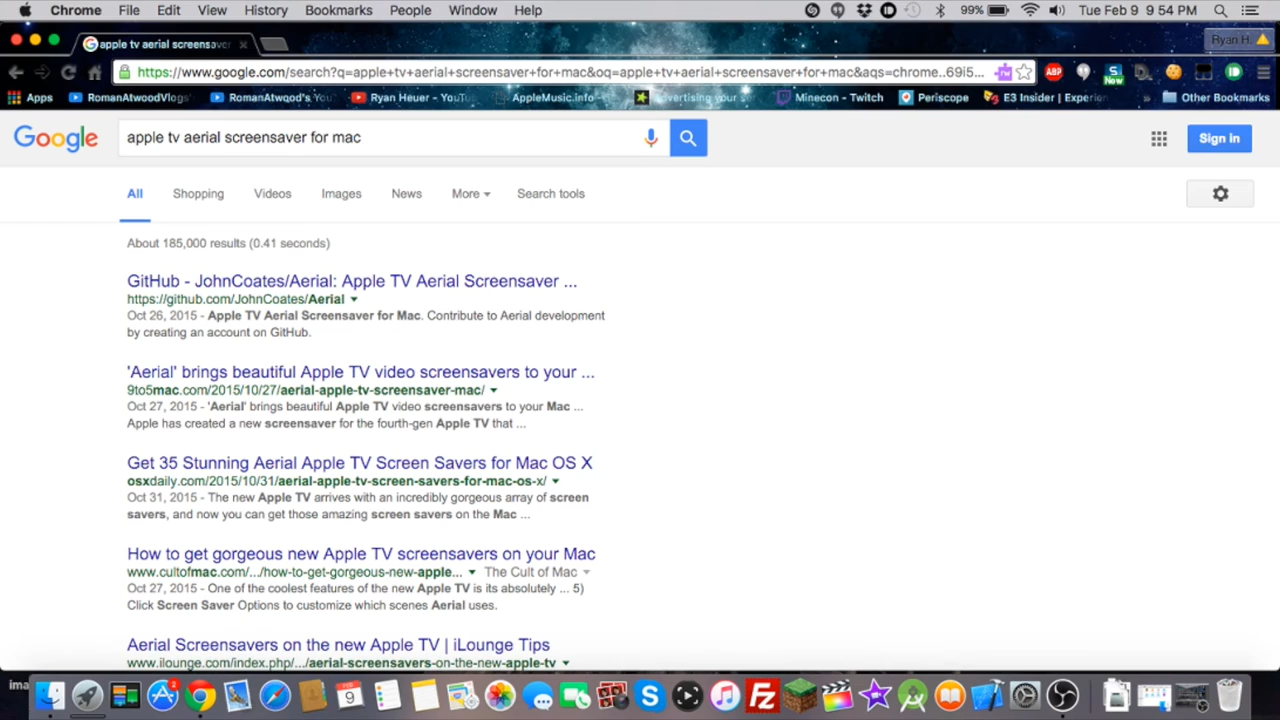 Chrome File Edit View History Bookmarks People Window Help 99% Tue Feb 9 9:54 PM
apple tv aerial screensaver Ryan H.
https://www.google.com/search?q=apple+tv+aerial+screensaver+for+mac&oq=apple+tv+aerial+screensaver+for+mac&aqs=chrome..69i5... ABP New
Apps RomanAtwoodVlogs RomanAtwood's You Ryan Heuer - YouTu AppleMusic.info - advertising your se Minecon - Twitch Periscope E3 Insider | Experien » Other Bookmarks
Google apple tv aerial screensaver for mac Sign in
All Shopping Videos Images News More Search tools
About 185,000 results (0.41 seconds)
GitHub - JohnCoates/Aerial: Apple TV Aerial Screensaver ...
https://github.com/JohnCoates/Aerial
Oct 26, 2015 - Apple TV Aerial Screensaver for Mac. Contribute to Aerial development
by creating an account on GitHub.
'Aerial' brings beautiful Apple TV video screensavers to your ...
9to5mac.com/2015/10/27/aerial-apple-tv-screensaver-mac/
Oct 27, 2015 - 'Aerial' brings beautiful Apple TV video screensavers to your Mac ...
Apple has created a new screensaver for the fourth-gen Apple TV that ...
Get 35 Stunning Aerial Apple TV Screen Savers for Mac OS X
osxdaily.com/2015/10/31/aerial-apple-tv-screen-savers-for-mac-os-x/
Oct 31, 2015 - The new Apple TV arrives with an incredibly gorgeous array of screen
savers, and now you can get those amazing screen savers on the Mac ...
How to get gorgeous new Apple TV screensavers on your Mac
www.cultofmac.com/.../how-to-get-gorgeous-new-apple... The Cult of Mac
Oct 27, 2015 - One of the coolest features of the new Apple TV is its absolutely ... 5)
Click Screen Saver Options to customize which scenes Aerial uses.
Aerial Screensavers on the new Apple TV | iLounge Tips
www.ilounge.com/index.php/.../aerial-screensavers-on-the-new-apple-tv
ima
2 FEB 9 Fz